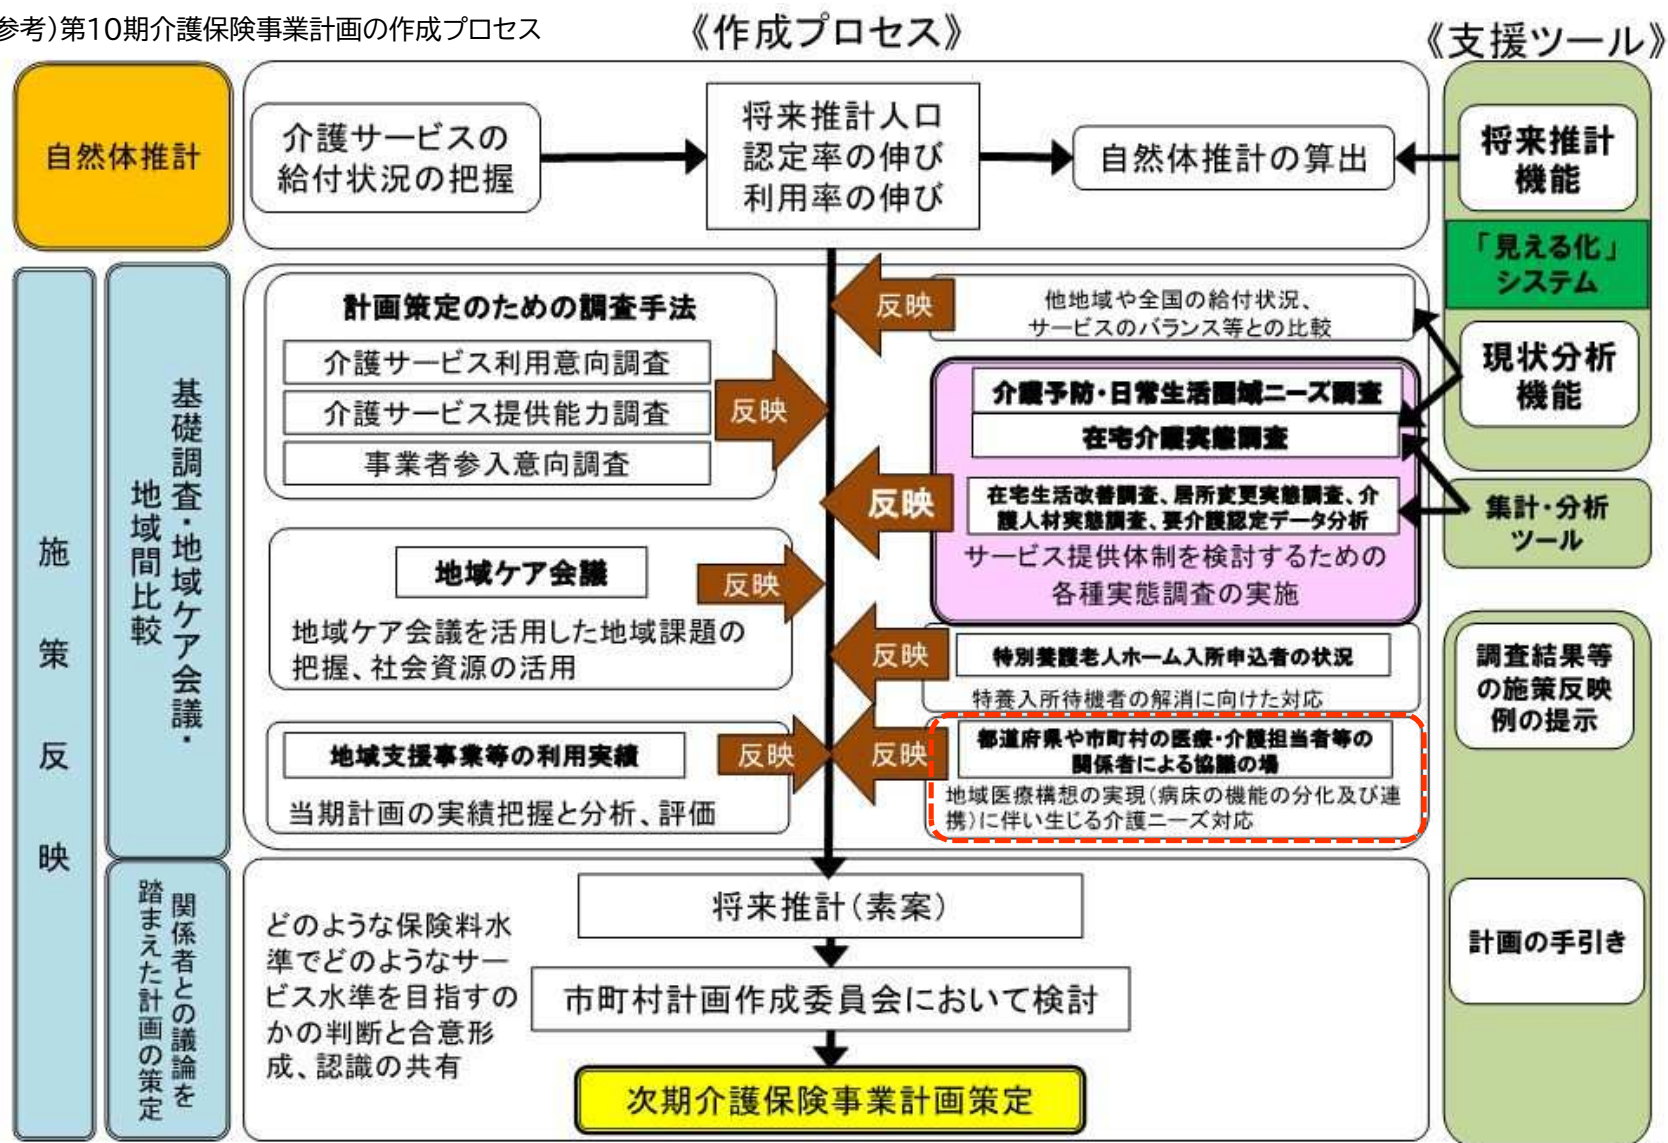 参考)第10期介護保険事業計画の作成プロセス
《作成プロセス》
《支援ツール》
自然体推計
介護サービスの
給付状況の把握
将来推計人口
認定率の伸び
利用率の伸び
自然体推計の算出
将来推計
機能
「見える化」
システム
現状分析
機能
集計・分析
ツール
調査結果等
の施策反映
例の提示
計画の手引き
施策反映
基礎調査・地域ケア会議・
地域間比較
計画策定のための調査手法
介護サービス利用意向調査
介護サービス提供能力調査
事業者参入意向調査
反映
反映
他地域や全国の給付状況、
サービスのバランス等との比較
介護予防・日常生活圏域ニーズ調査
在宅介護実態調査
反映
在宅生活改善調査、居所変更実態調査、介
護人材実態調査、要介護認定データ分析
サービス提供体制を検討するための
各種実態調査の実施
地域ケア会議
反映
地域ケア会議を活用した地域課題の
把握、社会資源の活用
反映
特別養護老人ホーム入所申込者の状況
特養入所待機者の解消に向けた対応
地域支援事業等の利用実績
反映
当期計画の実績把握と分析、評価
反映
都道府県や市町村の医療・介護担当者等の
関係者による協議の場
地域医療構想の実現(病床の機能の分化及び連
携)に伴い生じる介護ニーズ対応
関係者との議論を
踏まえた計画の策定
どのような保険料水
準でどのようなサー
ビス水準を目指すの
かの判断と合意形
成、認識の共有
将来推計(素案)
市町村計画作成委員会において検討
次期介護保険事業計画策定